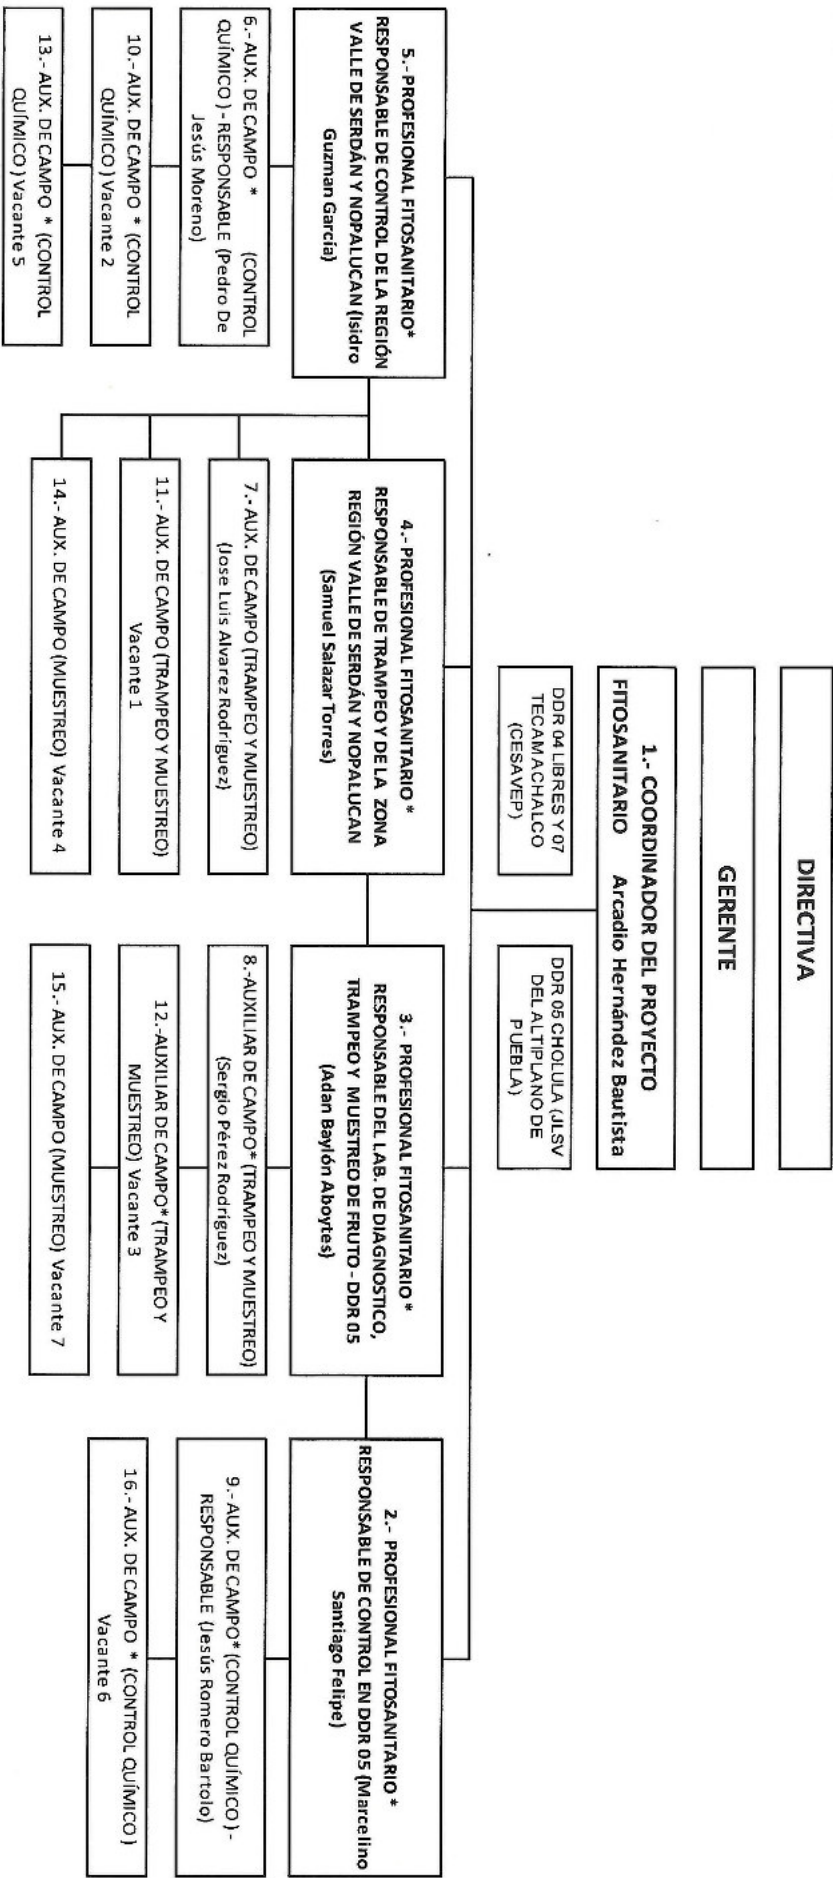 DIRECTIVA
GERENTE
1.- COORDINADOR DEL PROYECTO
FITOSANITARIO Arcadio Hernández Bautista
DDR 04 LIBRES Y 07
TECAMACHALCO
(CESAVEP)
DDR 05 CHOLULA (JLSV
DEL ALTIPLANO DE
PUEBLA)
5.- PROFESIONAL FITOSANITARIO*
RESPONSABLE DE CONTROL DE LA REGIÓN
VALLE DE SERDÁN Y NOPALUCAN (Isidro
Guzman García)
6.- AUX. DE CAMPO * (CONTROL
QUÍMICO ) - RESPONSABLE (Pedro De
Jesús Moreno)
10.- AUX. DE CAMPO * (CONTROL
QUÍMICO ) Vacante 2
13.- AUX. DE CAMPO * (CONTROL
QUÍMICO ) Vacante 5
4.- PROFESIONAL FITOSANITARIO *
RESPONSABLE DE TRAMPEO Y DE LA ZONA
REGIÓN VALLE DE SERDÁN Y NOPALUCAN
(Samuel Salazar Torres)
7.- AUX. DE CAMPO (TRAMPEO Y MUESTREO)
(Jose Luis Alvarez Rodríguez)
11.- AUX. DE CAMPO (TRAMPEO Y MUESTREO)
Vacante 1
14.- AUX. DE CAMPO (MUESTREO) Vacante 4
3.- PROFESIONAL FITOSANITARIO *
RESPONSABLE DEL LAB. DE DIAGNOSTICO,
TRAMPEO Y MUESTREO DE FRUTO - DDR 05
(Adan Baylón Aboytes)
8.-AUXILIAR DE CAMPO* (TRAMPEO Y MUESTREO)
(Sergio Pérez Rodriguez)
12.-AUXILIAR DE CAMPO* (TRAMPEO Y
MUESTREO) Vacante 3
15.- AUX. DE CAMPO (MUESTREO) Vacante 7
2.- PROFESIONAL FITOSANITARIO *
RESPONSABLE DE CONTROL EN DDR 05 (Marcelino
Santiago Felipe)
9.- AUX. DE CAMPO* (CONTROL QUÍMICO ) -
RESPONSABLE (Jesús Romero Bartolo)
16.- AUX. DE CAMPO * (CONTROL QUÍMICO )
Vacante 6